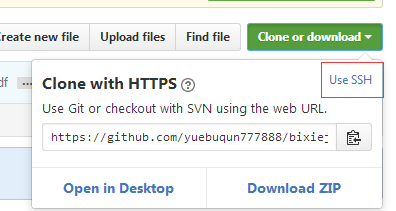 Create new file Upload files Find file Clone or download
df ...
Clone with HTTPS ?
Use SSH
Use Git or checkout with SVN using the web URL.
https://github.com/yuebuqun777888/bixie
Open in Desktop Download ZIP